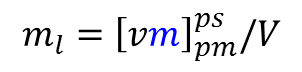 $m_l = [vm]_{pm}^{ps}/V$